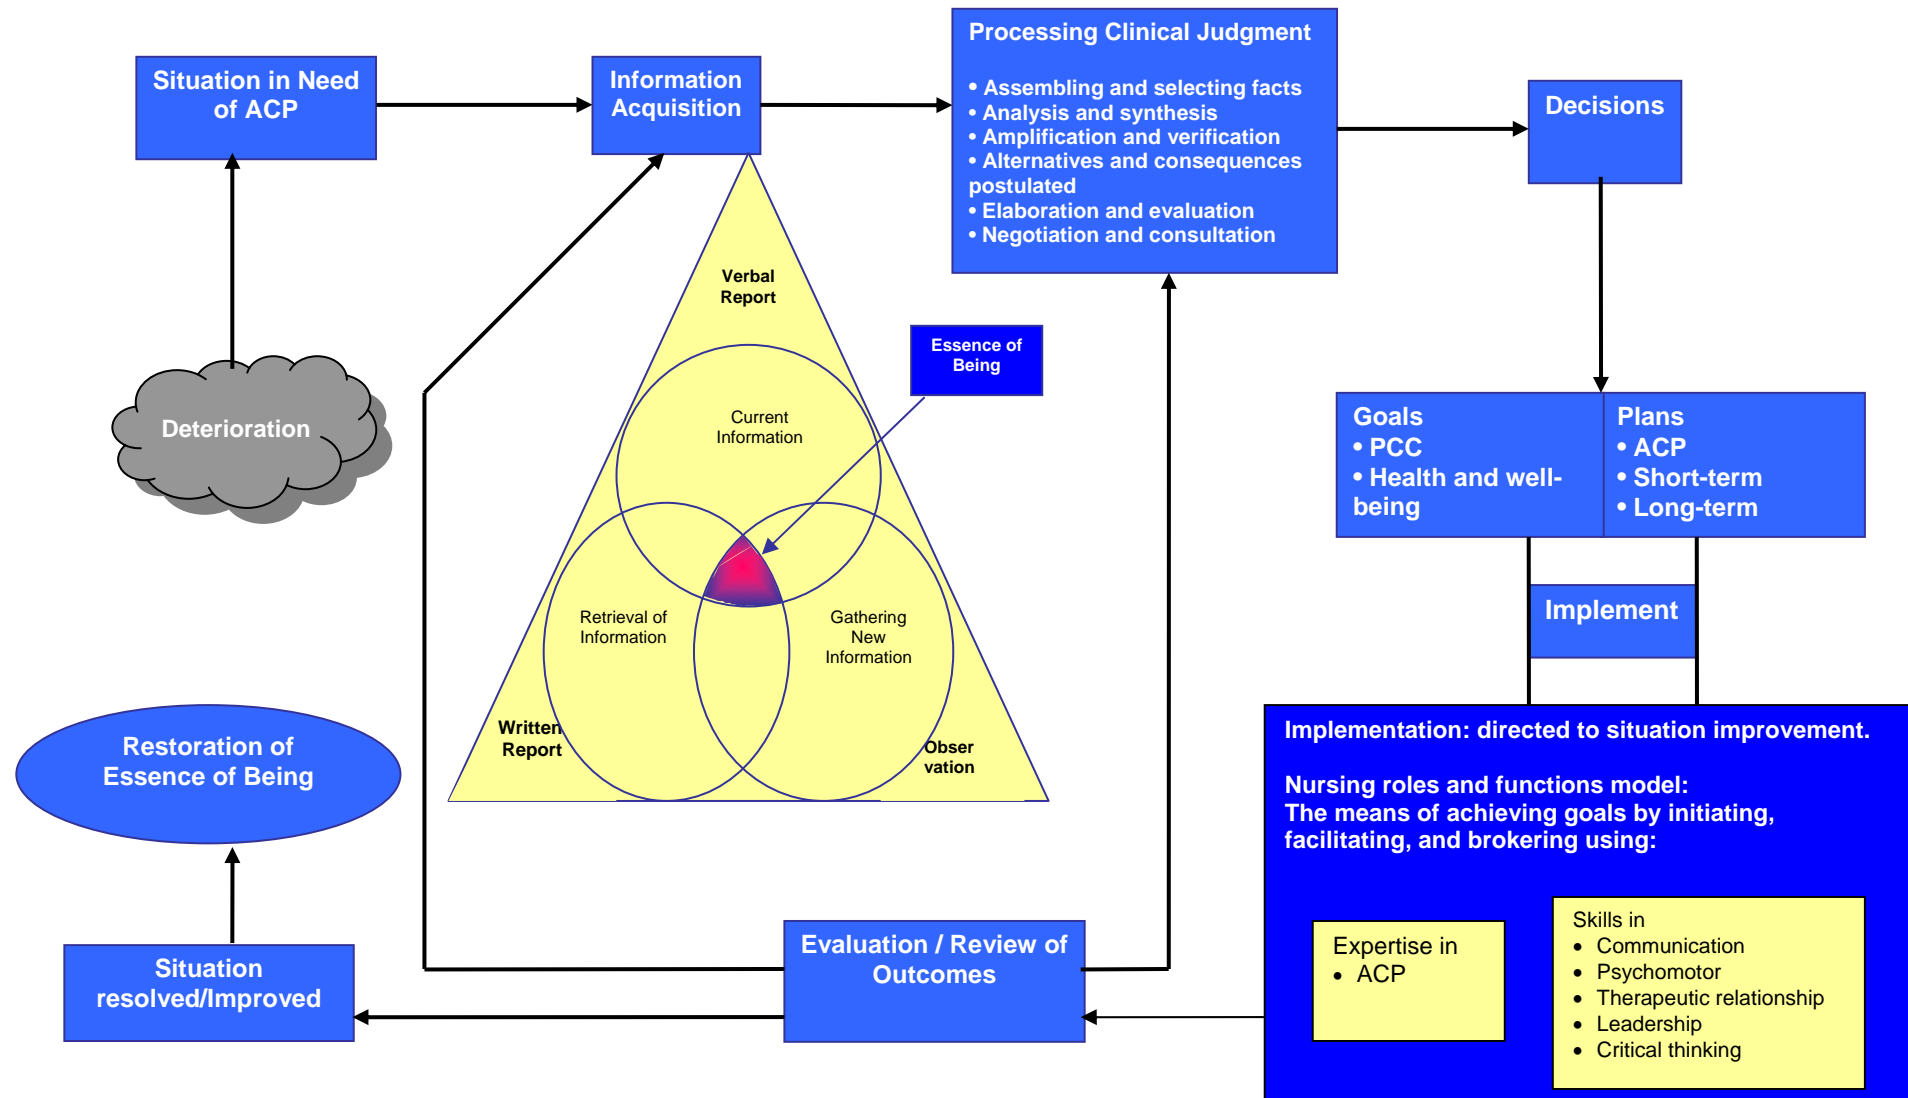 Situation in Need
of ACP
Information
Acquisition
Processing Clinical Judgment
• Assembling and selecting facts
• Analysis and synthesis
• Amplification and verification
• Alternatives and consequences
postulated
• Elaboration and evaluation
• Negotiation and consultation
Decisions
Deterioration
Verbal
Report
Essence of
Being
Current
Information
Retrieval of
Information
Gathering
New
Information
Written
Report
Obser
vation
Goals
• PCC
• Health and well-
being
Plans
• ACP
• Short-term
• Long-term
Implement
Implementation: directed to situation improvement.
Nursing roles and functions model:
The means of achieving goals by initiating,
facilitating, and brokering using:
Expertise in
• ACP
Skills in
• Communication
• Psychomotor
• Therapeutic relationship
• Leadership
• Critical thinking
Evaluation / Review of
Outcomes
Situation
resolved/Improved
Restoration of
Essence of Being